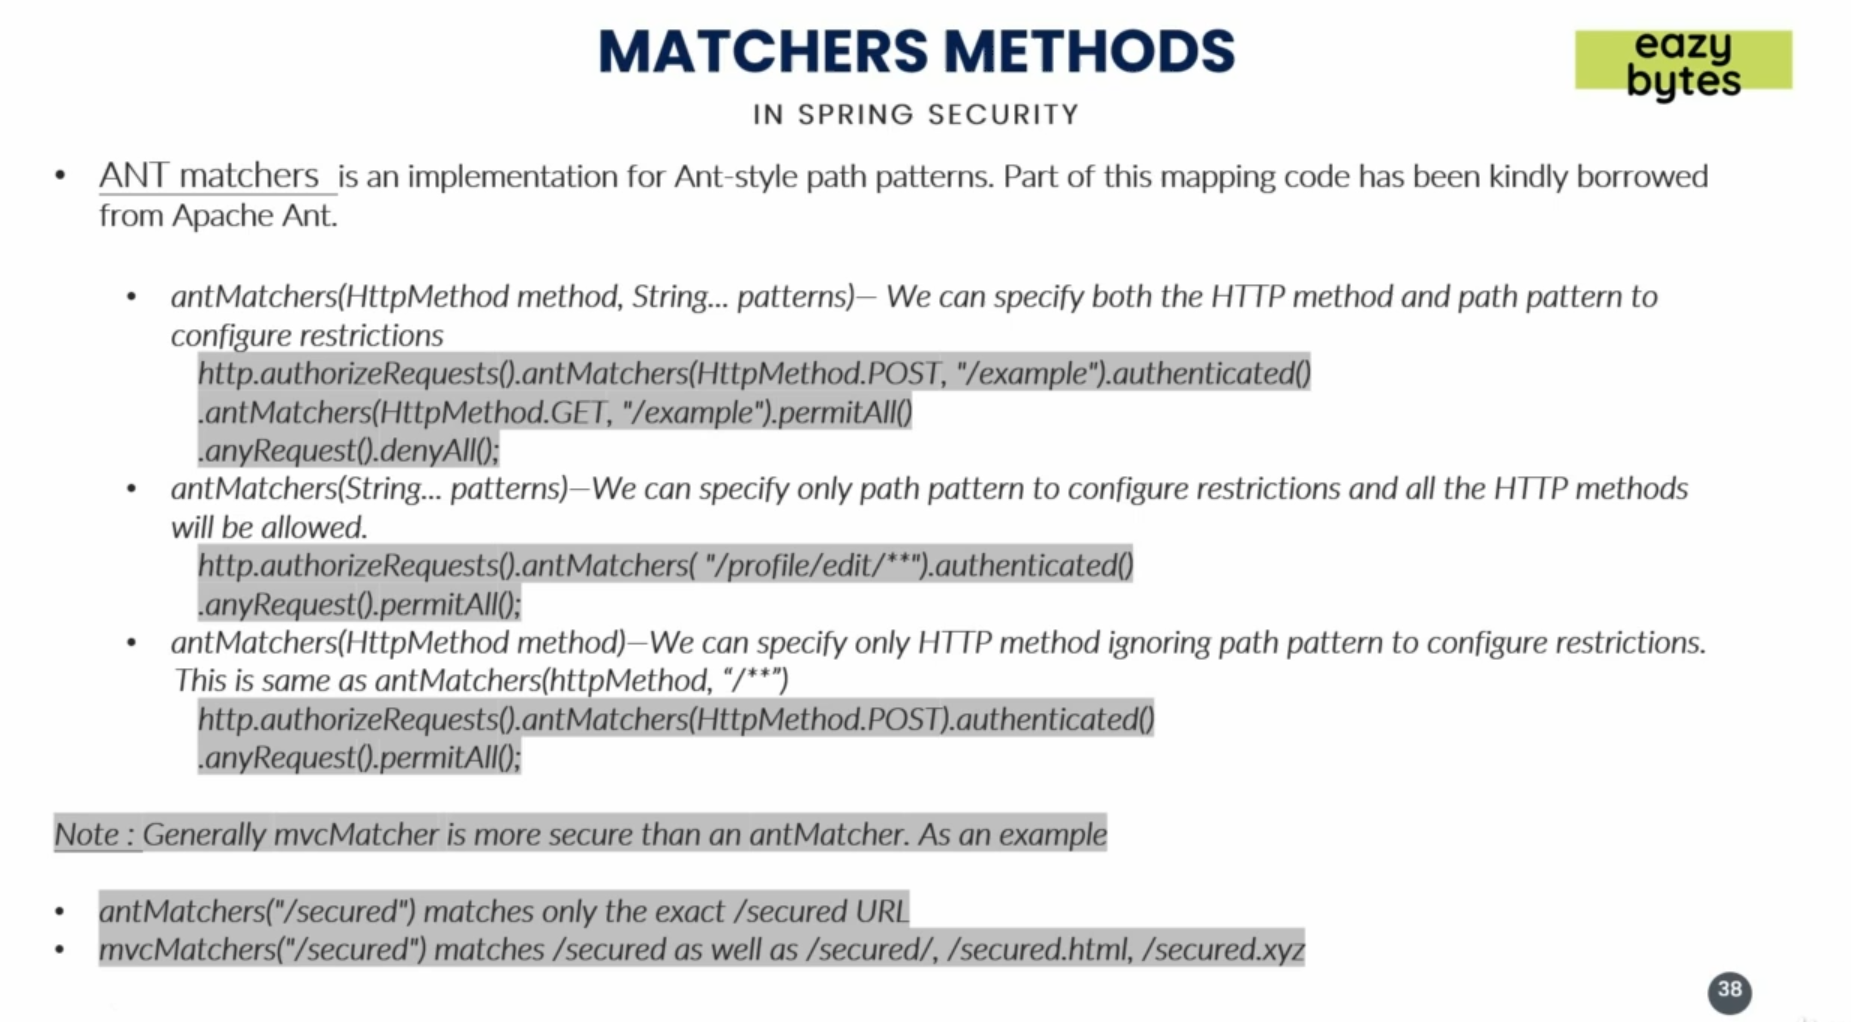 MATCHERS METHODS
eazy
bytes
IN SPRING SECURITY
• ANT matchers is an implementation for Ant-style path patterns. Part of this mapping code has been kindly borrowed
from Apache Ant.
• antMatchers(HttpMethod method, String... patterns)— We can specify both the HTTP method and path pattern to
configure restrictions
http.authorizeRequests().antMatchers(HttpMethod.POST, "/example").authenticated()
.antMatchers(HttpMethod.GET, "/example").permitAll()
.anyRequest().denyAll();
• antMatchers(String... patterns)—We can specify only path pattern to configure restrictions and all the HTTP methods
will be allowed.
http.authorizeRequests().antMatchers( "/profile/edit/**").authenticated()
.anyRequest().permitAll();
• antMatchers(HttpMethod method)—We can specify only HTTP method ignoring path pattern to configure restrictions.
This is same as antMatchers(httpMethod, “/**”)
http.authorizeRequests().antMatchers(HttpMethod.POST).authenticated()
.anyRequest().permitAll();
Note : Generally mvcMatcher is more secure than an antMatcher. As an example
• antMatchers("/secured") matches only the exact /secured URL
• mvcMatchers("/secured") matches /secured as well as /secured/, /secured.html, /secured.xyz
38